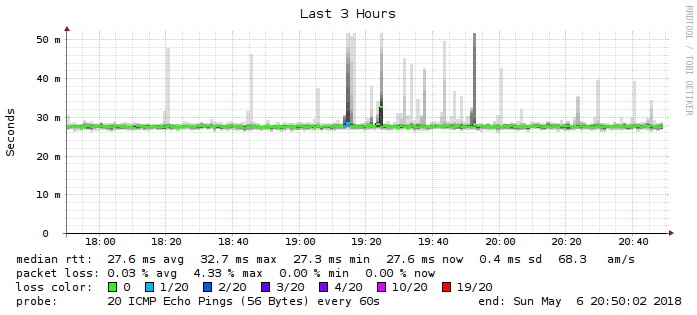 Last 3 Hours
RRDTOOL / TOBI OETIKER
Seconds
50 m
40 m
30 m
20 m
10 m
0
18:00 18:20 18:40 19:00 19:20 19:40 20:00 20:20 20:40
median rtt: 27.6 ms avg 32.7 ms max 27.3 ms min 27.6 ms now 0.4 ms sd 68.3 am/s
packet loss: 0.03 % avg 4.33 % max 0.00 % min 0.00 % now
loss color: 0 1/20 2/20 3/20 4/20 10/20 19/20
probe: 20 ICMP Echo Pings (56 Bytes) every 60s end: Sun May 6 20:50:02 2018